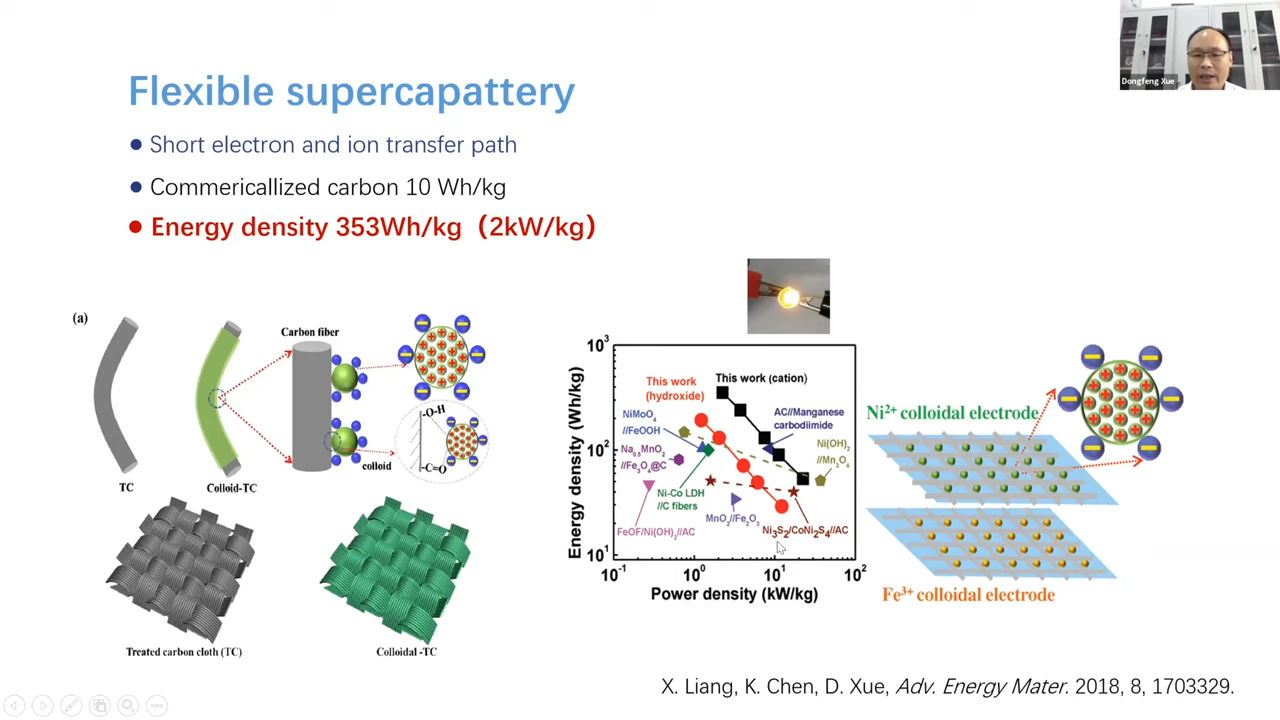 Dongfeng Xue
Flexible supercapattery
● Short electron and ion transfer path
● Commericallized carbon 10 Wh/kg
● Energy density 353Wh/kg（2kW/kg）
(a)
Carbon fiber
-O-H
-C=O
colloid
TC
Colloid-TC
Treated carbon cloth (TC)
Colloidal -TC
Energy density (Wh/kg)
10³
10²
10¹
10⁻¹
10⁰
10¹
10²
Power density (kW/kg)
This work (cation)
This work
(hydroxide)
NiMoO₄
//FeOOH
AC//Manganese
carbodiimide
Na₀.₅MnO₂
//Fe₃O₄@C
Ni(OH)₂
//Mn₃O₄
Ni-Co LDH
//C fibers
MnO₂//Fe₂O₃
FeOF/Ni(OH)₂//AC
Ni₃S₂/CoNi₂S₄//AC
Ni²⁺ colloidal electrode
Fe³⁺ colloidal electrode
X. Liang, K. Chen, D. Xue, Adv. Energy Mater. 2018, 8, 1703329.